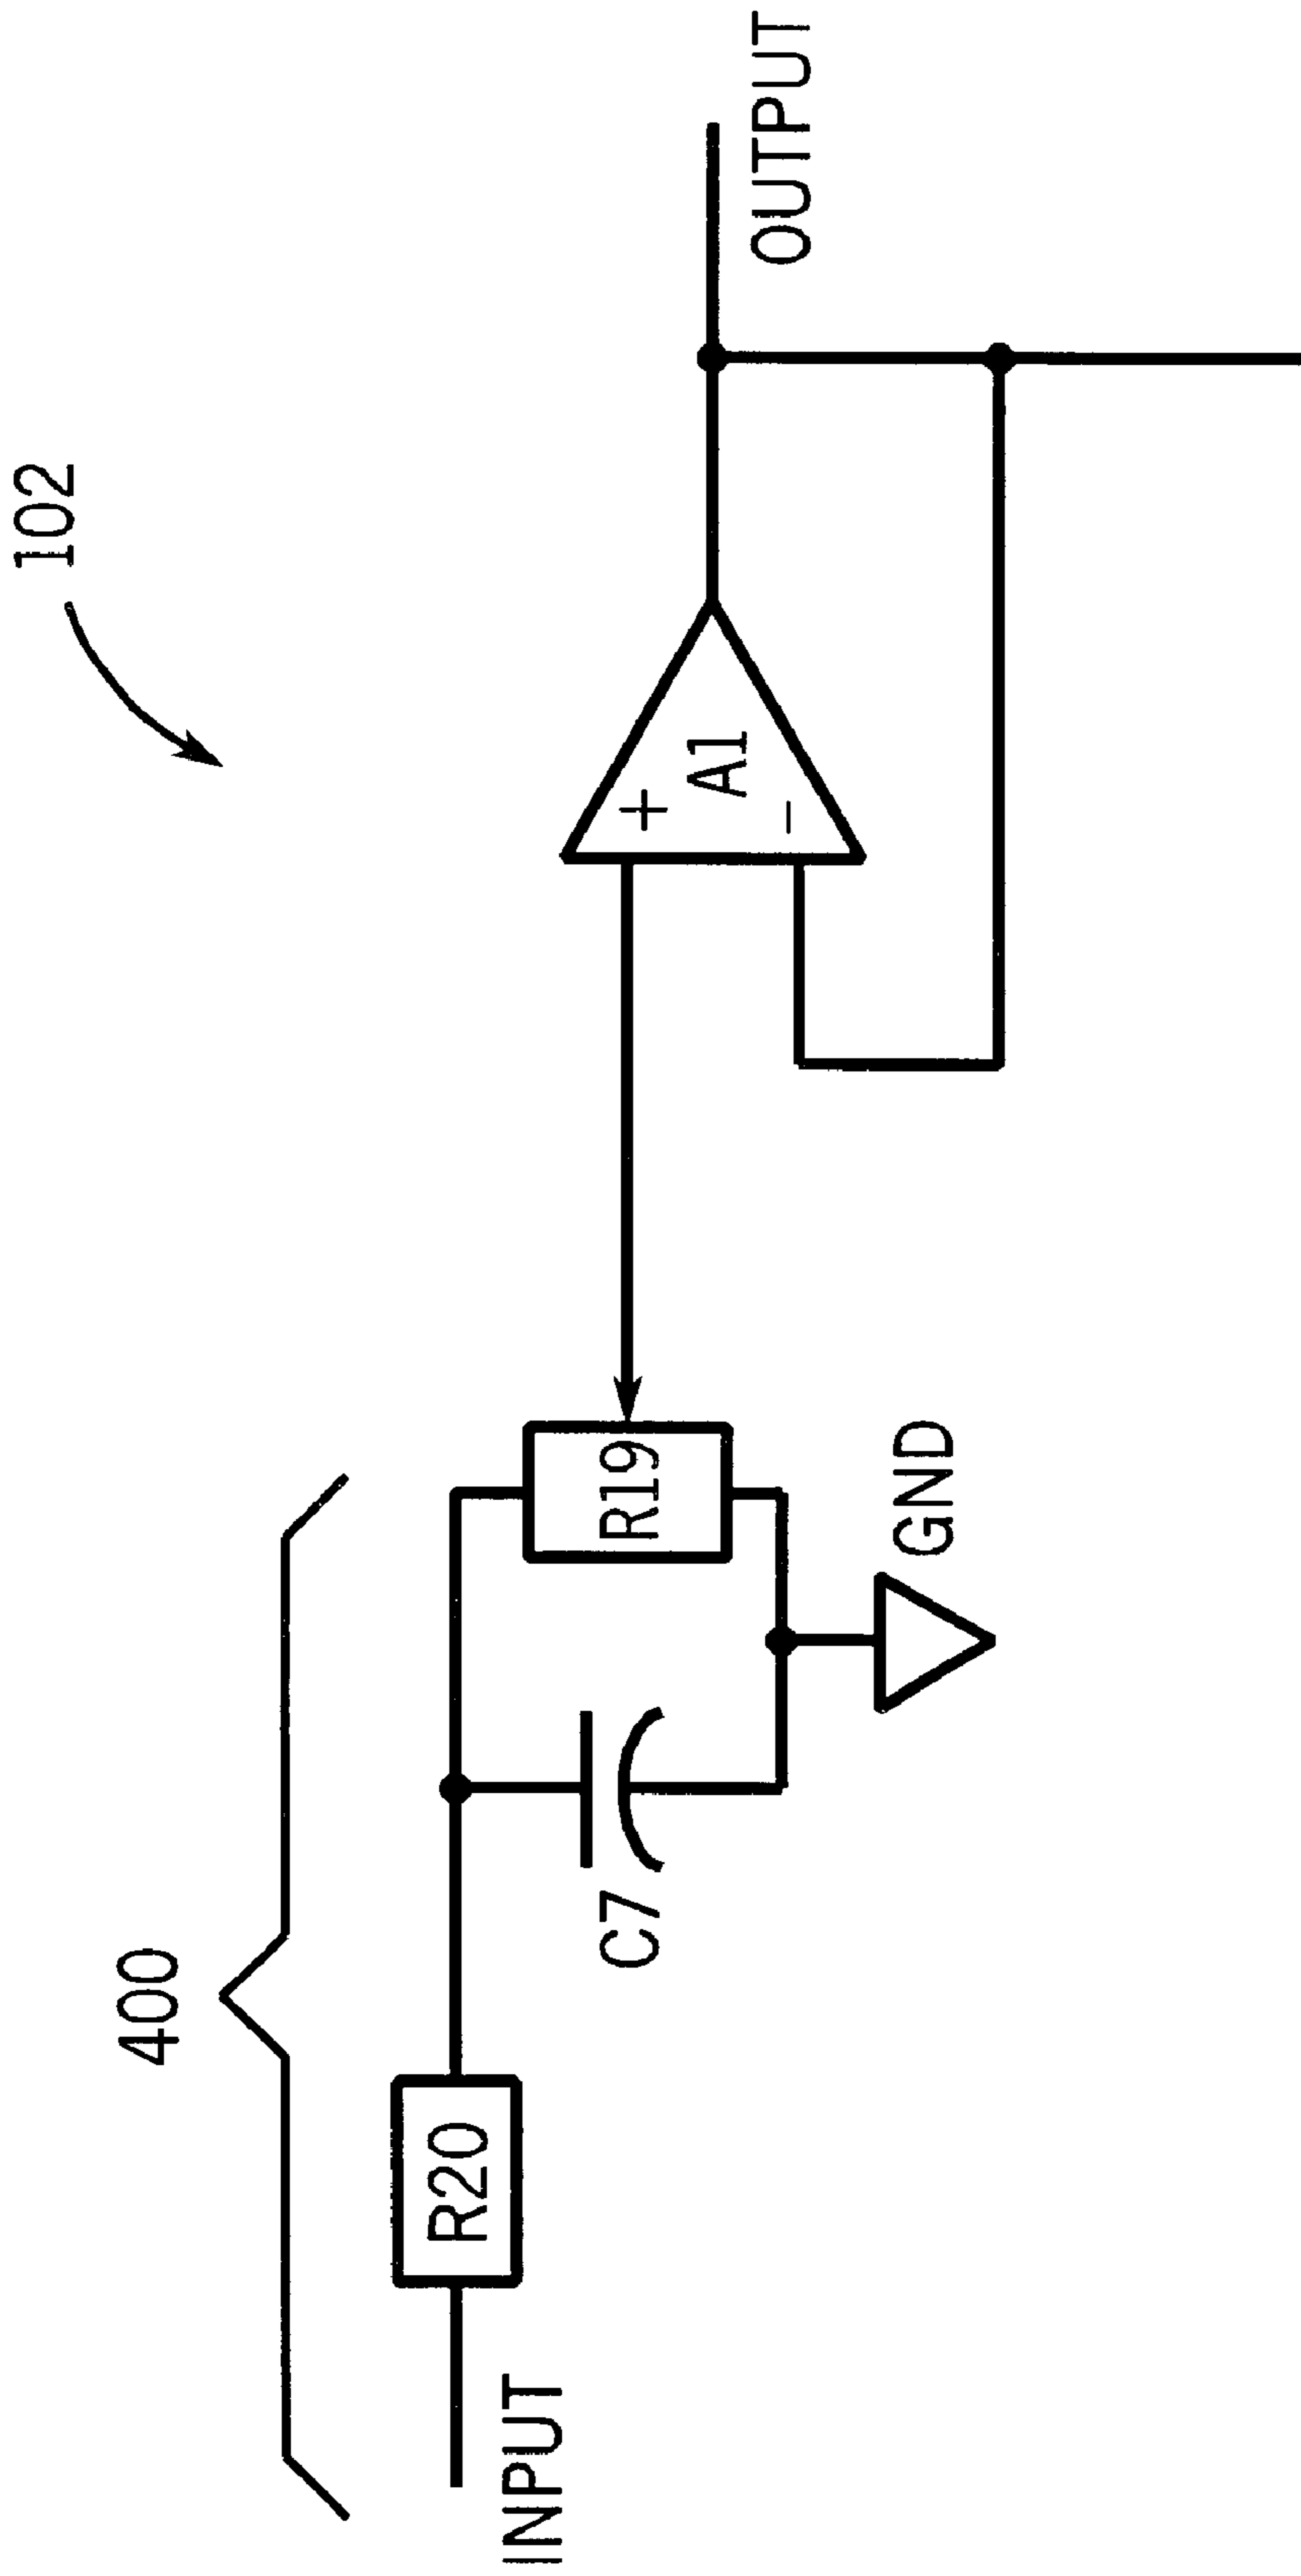 102
400
INPUT
R20
C7
R19
GND
+
A1
-
OUTPUT